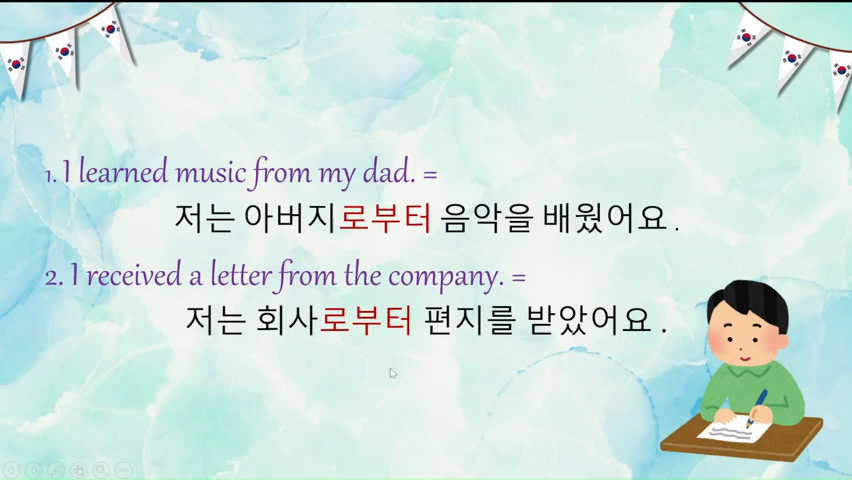 1. I learned music from my dad. =
저는 아버지로부터 음악을 배웠어요 .
2. I received a letter from the company. =
저는 회사로부터 편지를 받았어요 .